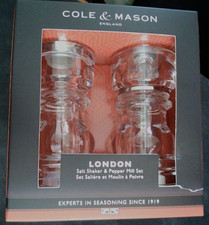 COLE & MASON
ENGLAND
LONDON
Salt Shaker & Pepper Mill Set
Set Salière et Moulin à Poivre
EXPERTS IN SEASONING SINCE 1919